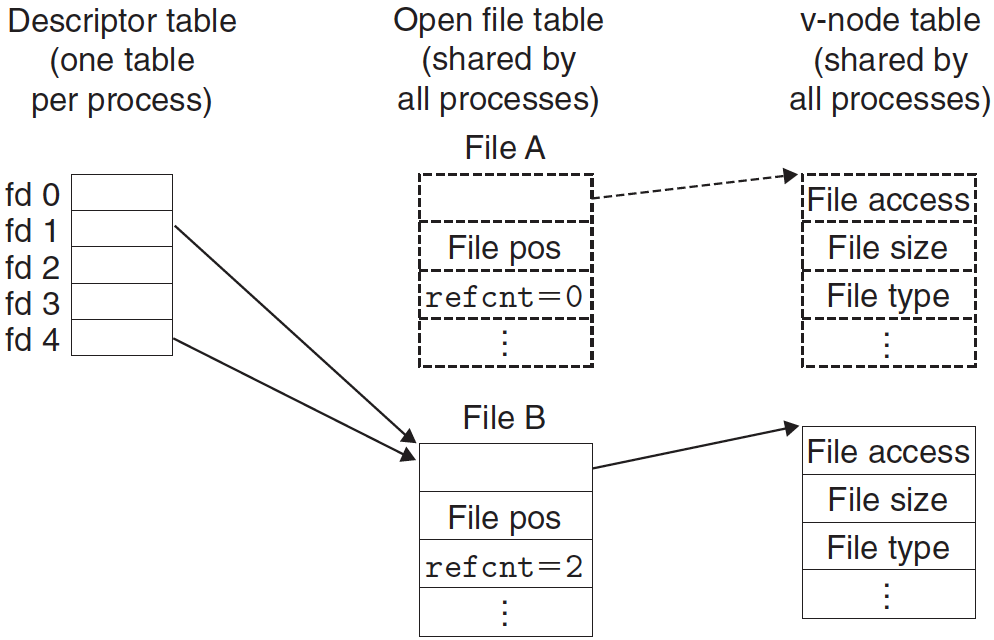 Descriptor table
(one table
per process)
Open file table
(shared by
all processes)
v-node table
(shared by
all processes)
fd 0
fd 1
fd 2
fd 3
fd 4
File A
File pos
refcnt=0
⋮
File access
File size
File type
⋮
File B
File pos
refcnt=2
⋮
File access
File size
File type
⋮